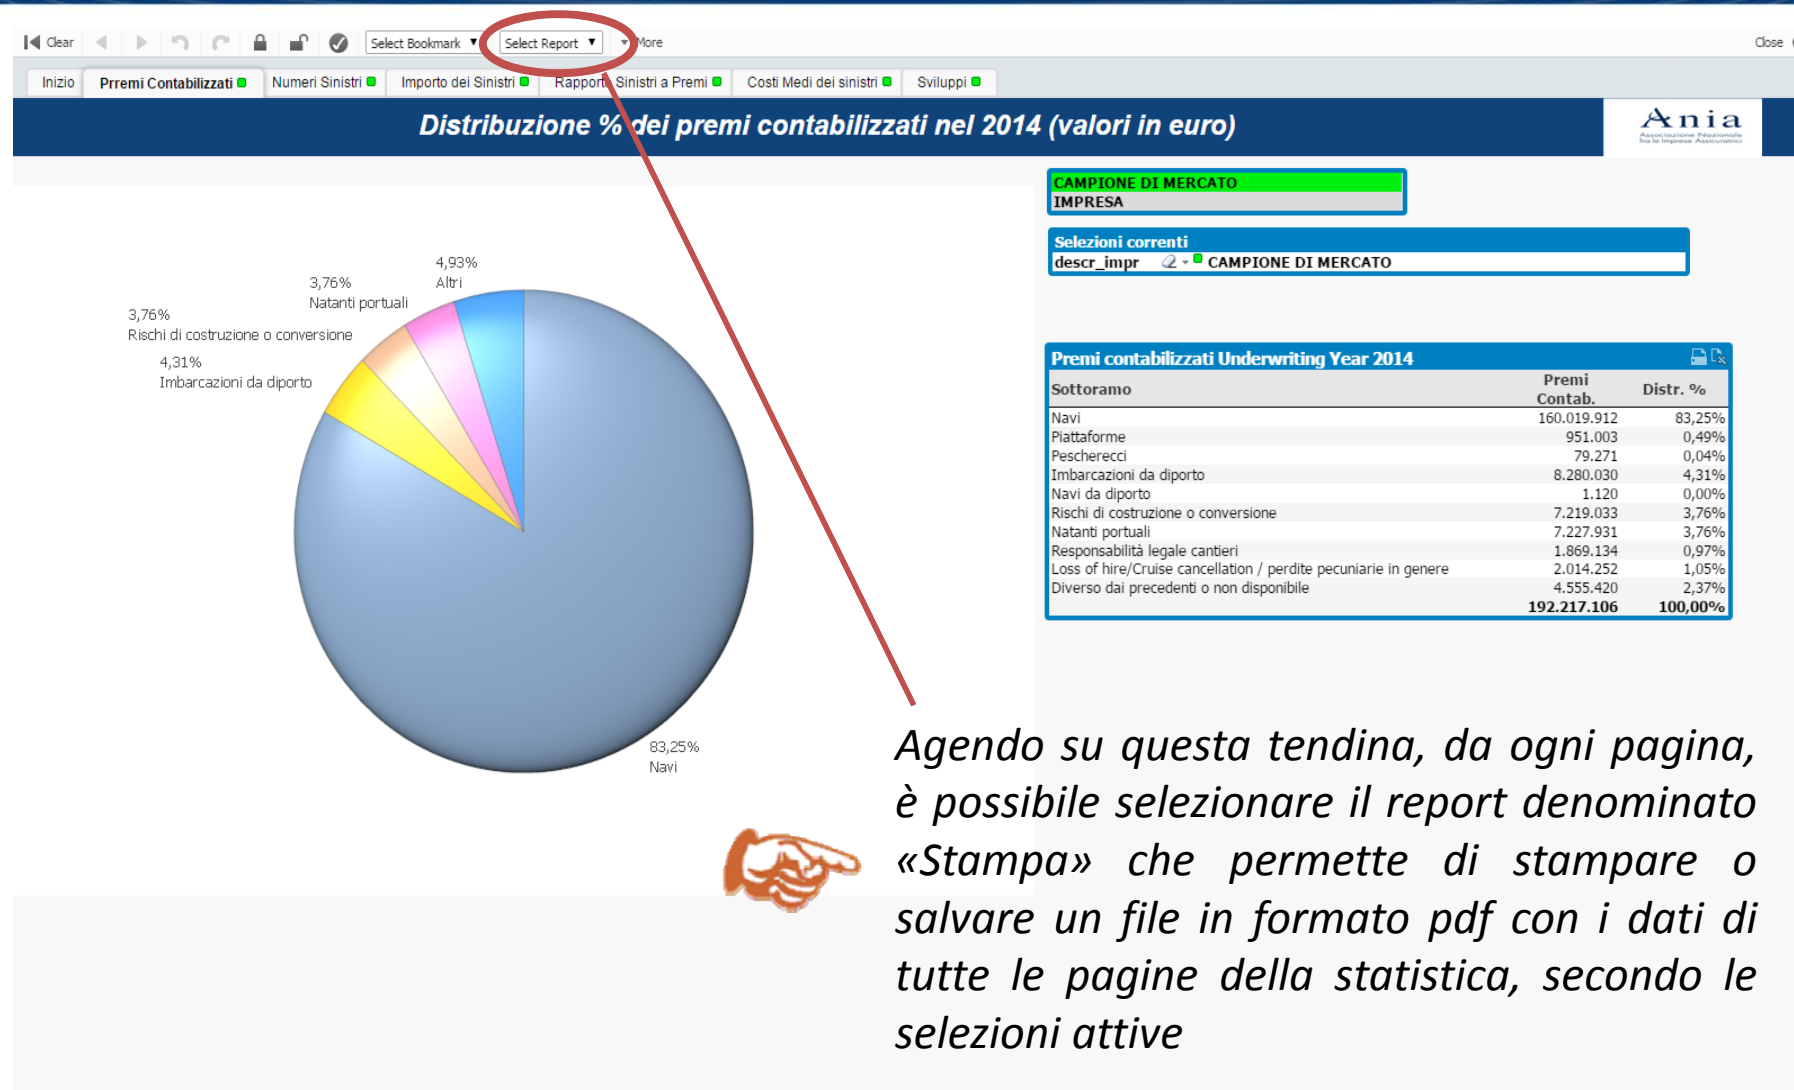 Clear
Select Bookmark
Select Report
More
Close
Inizio
Prremi Contabilizzati
Numeri Sinistri
Importo dei Sinistri
Rapporto Sinistri a Premi
Costi Medi dei sinistri
Sviluppi
Distribuzione % dei premi contabilizzati nel 2014 (valori in euro)
Ania
Associazione Nazionale
fra le Imprese Assicuratrici
CAMPIONE DI MERCATO
IMPRESA
Selezioni correnti
descr_impr CAMPIONE DI MERCATO
4,93%
Altri
3,76%
Natanti portuali
3,76%
Rischi di costruzione o conversione
4,31%
Imbarcazioni da diporto
83,25%
Navi
Premi contabilizzati Underwriting Year 2014
Sottoramo Premi Contab. Distr. %
Navi 160.019.912 83,25%
Piattaforme 951.003 0,49%
Pescherecci 79.271 0,04%
Imbarcazioni da diporto 8.280.030 4,31%
Navi da diporto 1.120 0,00%
Rischi di costruzione o conversione 7.219.033 3,76%
Natanti portuali 7.227.931 3,76%
Responsabilità legale cantieri 1.869.134 0,97%
Loss of hire/Cruise cancellation / perdite pecuniarie in genere 2.014.252 1,05%
Diverso dai precedenti o non disponibile 4.555.420 2,37%
192.217.106 100,00%
Agendo su questa tendina, da ogni pagina,
è possibile selezionare il report denominato
«Stampa» che permette di stampare o
salvare un file in formato pdf con i dati di
tutte le pagine della statistica, secondo le
selezioni attive